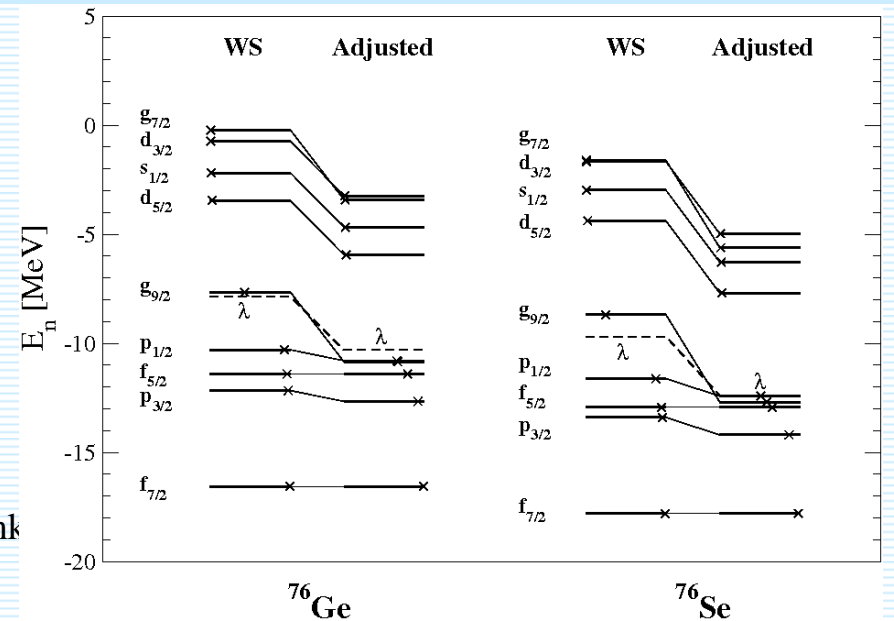 5
WS Adjusted WS Adjusted
g7/2
0
d3/2
g7/2
s1/2
d3/2
d5/2
s1/2
-5
d5/2
E_n [MeV]
g9/2
λ
g9/2
λ
-10
p1/2
λ
f5/2
p1/2
λ
p3/2
f5/2
p3/2
-15
f7/2
f7/2
-20
76Ge 76Se